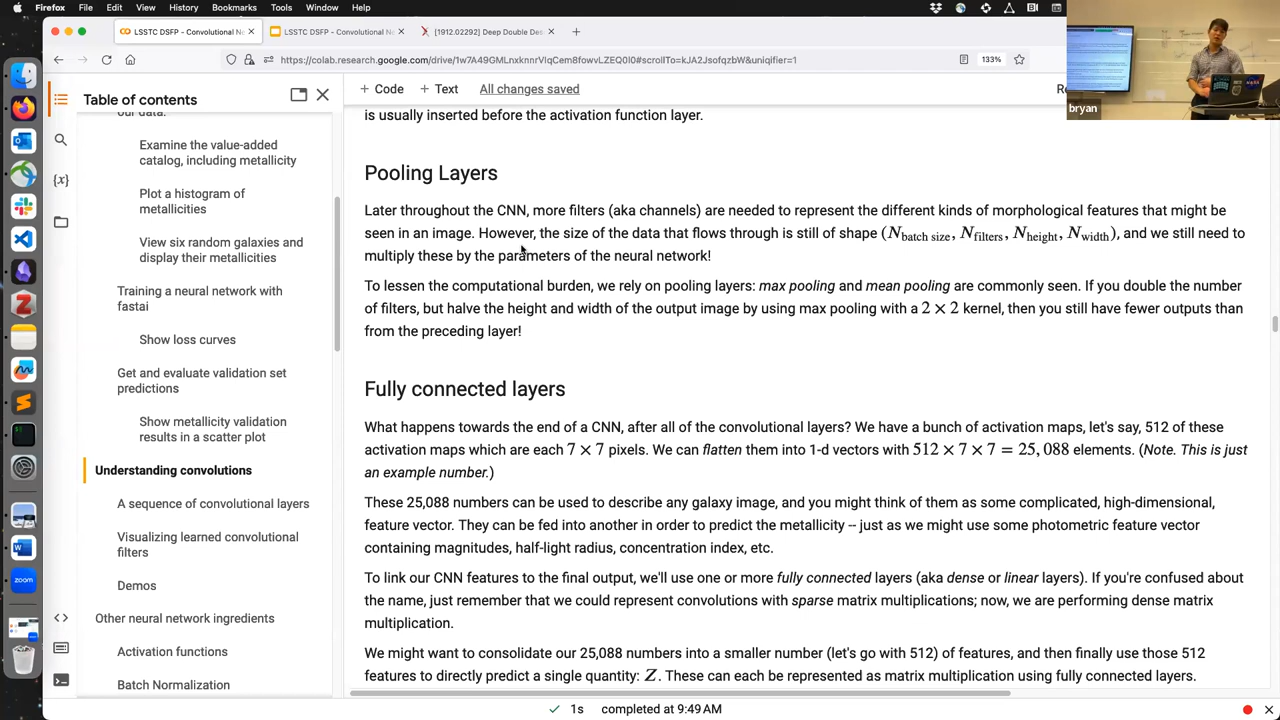 Firefox File Edit View History Bookmarks Tools Window Help
LSSTC DSFP - Convolutional N
LSSTC DSFP - Convolutional N
[1912.02292] Deep Double Des
133%
Table of contents
+ Code
Text
All changes saved
bryan
our data.
Examine the value-added
catalog, including metallicity
Plot a histogram of
metallicities
View six random galaxies and
display their metallicities
Training a neural network with
fastai
Show loss curves
Get and evaluate validation set
predictions
Show metallicity validation
results in a scatter plot
Understanding convolutions
A sequence of convolutional layers
Visualizing learned convolutional
filters
Demos
Other neural network ingredients
Activation functions
Batch Normalization
before the activation function layer.
Pooling Layers
Later throughout the CNN, more filters (aka channels) are needed to represent the different kinds of morphological features that might be
seen in an image. However, the size of the data that flows through is still of shape (N_batch size, N_filters, N_height, N_width), and we still need to
multiply these by the parameters of the neural network!
To lessen the computational burden, we rely on pooling layers: max pooling and mean pooling are commonly seen. If you double the number
of filters, but halve the height and width of the output image by using max pooling with a 2 × 2 kernel, then you still have fewer outputs than
from the preceding layer!
Fully connected layers
What happens towards the end of a CNN, after all of the convolutional layers? We have a bunch of activation maps, let's say, 512 of these
activation maps which are each 7 × 7 pixels. We can flatten them into 1-d vectors with 512 × 7 × 7 = 25, 088 elements. (Note. This is just
an example number.)
These 25,088 numbers can be used to describe any galaxy image, and you might think of them as some complicated, high-dimensional,
feature vector. They can be fed into another in order to predict the metallicity -- just as we might use some photometric feature vector
containing magnitudes, half-light radius, concentration index, etc.
To link our CNN features to the final output, we'll use one or more fully connected layers (aka dense or linear layers). If you're confused about
the name, just remember that we could represent convolutions with sparse matrix multiplications; now, we are performing dense matrix
multiplication.
We might want to consolidate our 25,088 numbers into a smaller number (let's go with 512) of features, and then finally use those 512
features to directly predict a single quantity: Z. These can each be represented as matrix multiplication using fully connected layers.
zoom
1s completed at 9:49 AM